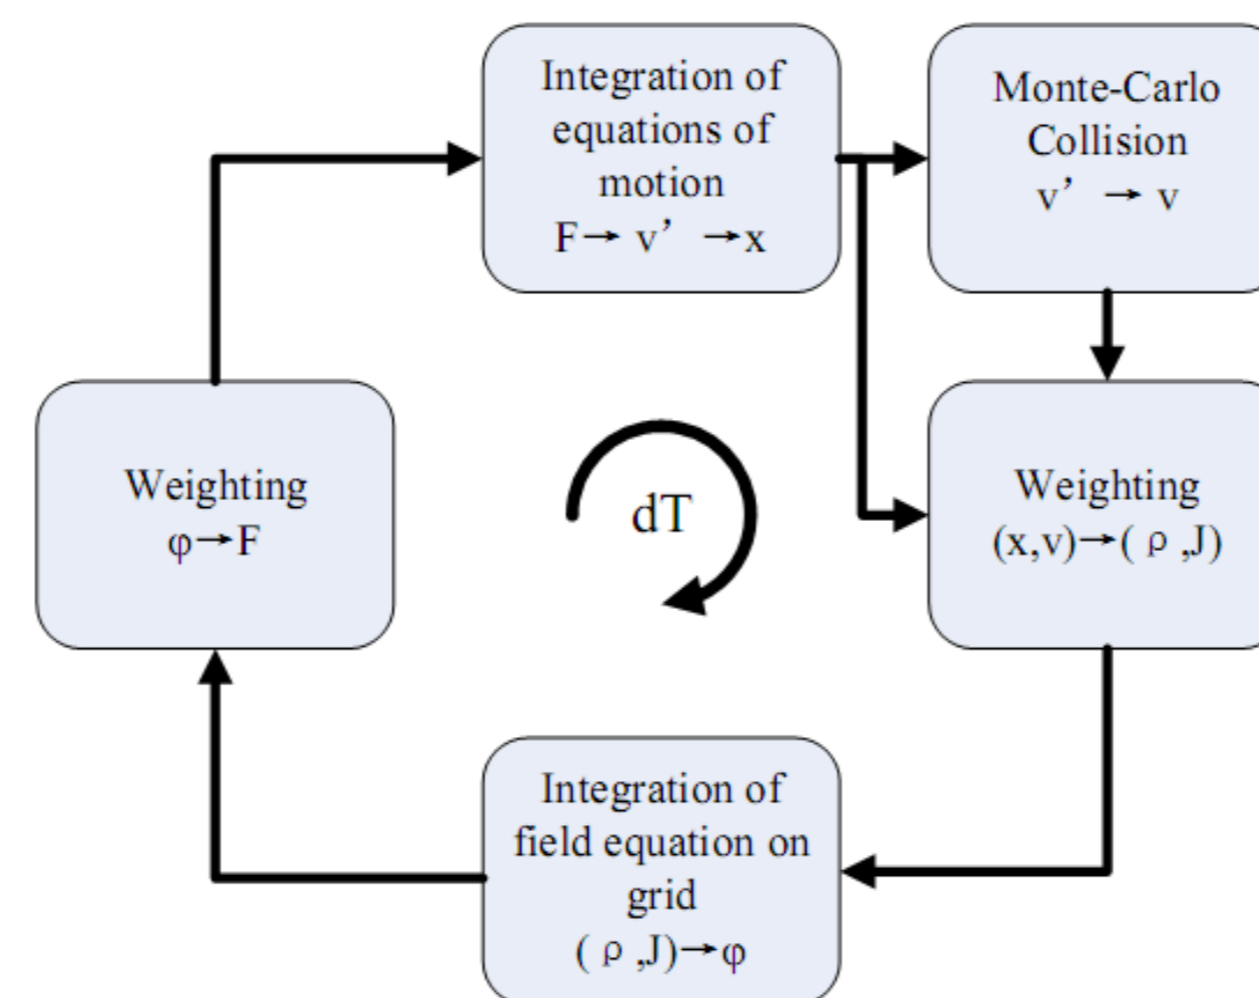 Integration of
equations of
motion
F→ v’ →x
Monte-Carlo
Collision
v’ → v
Weighting
φ→F
dT
Weighting
(x,v)→( ρ ,J)
Integration of
field equation on
grid
( ρ ,J)→φ